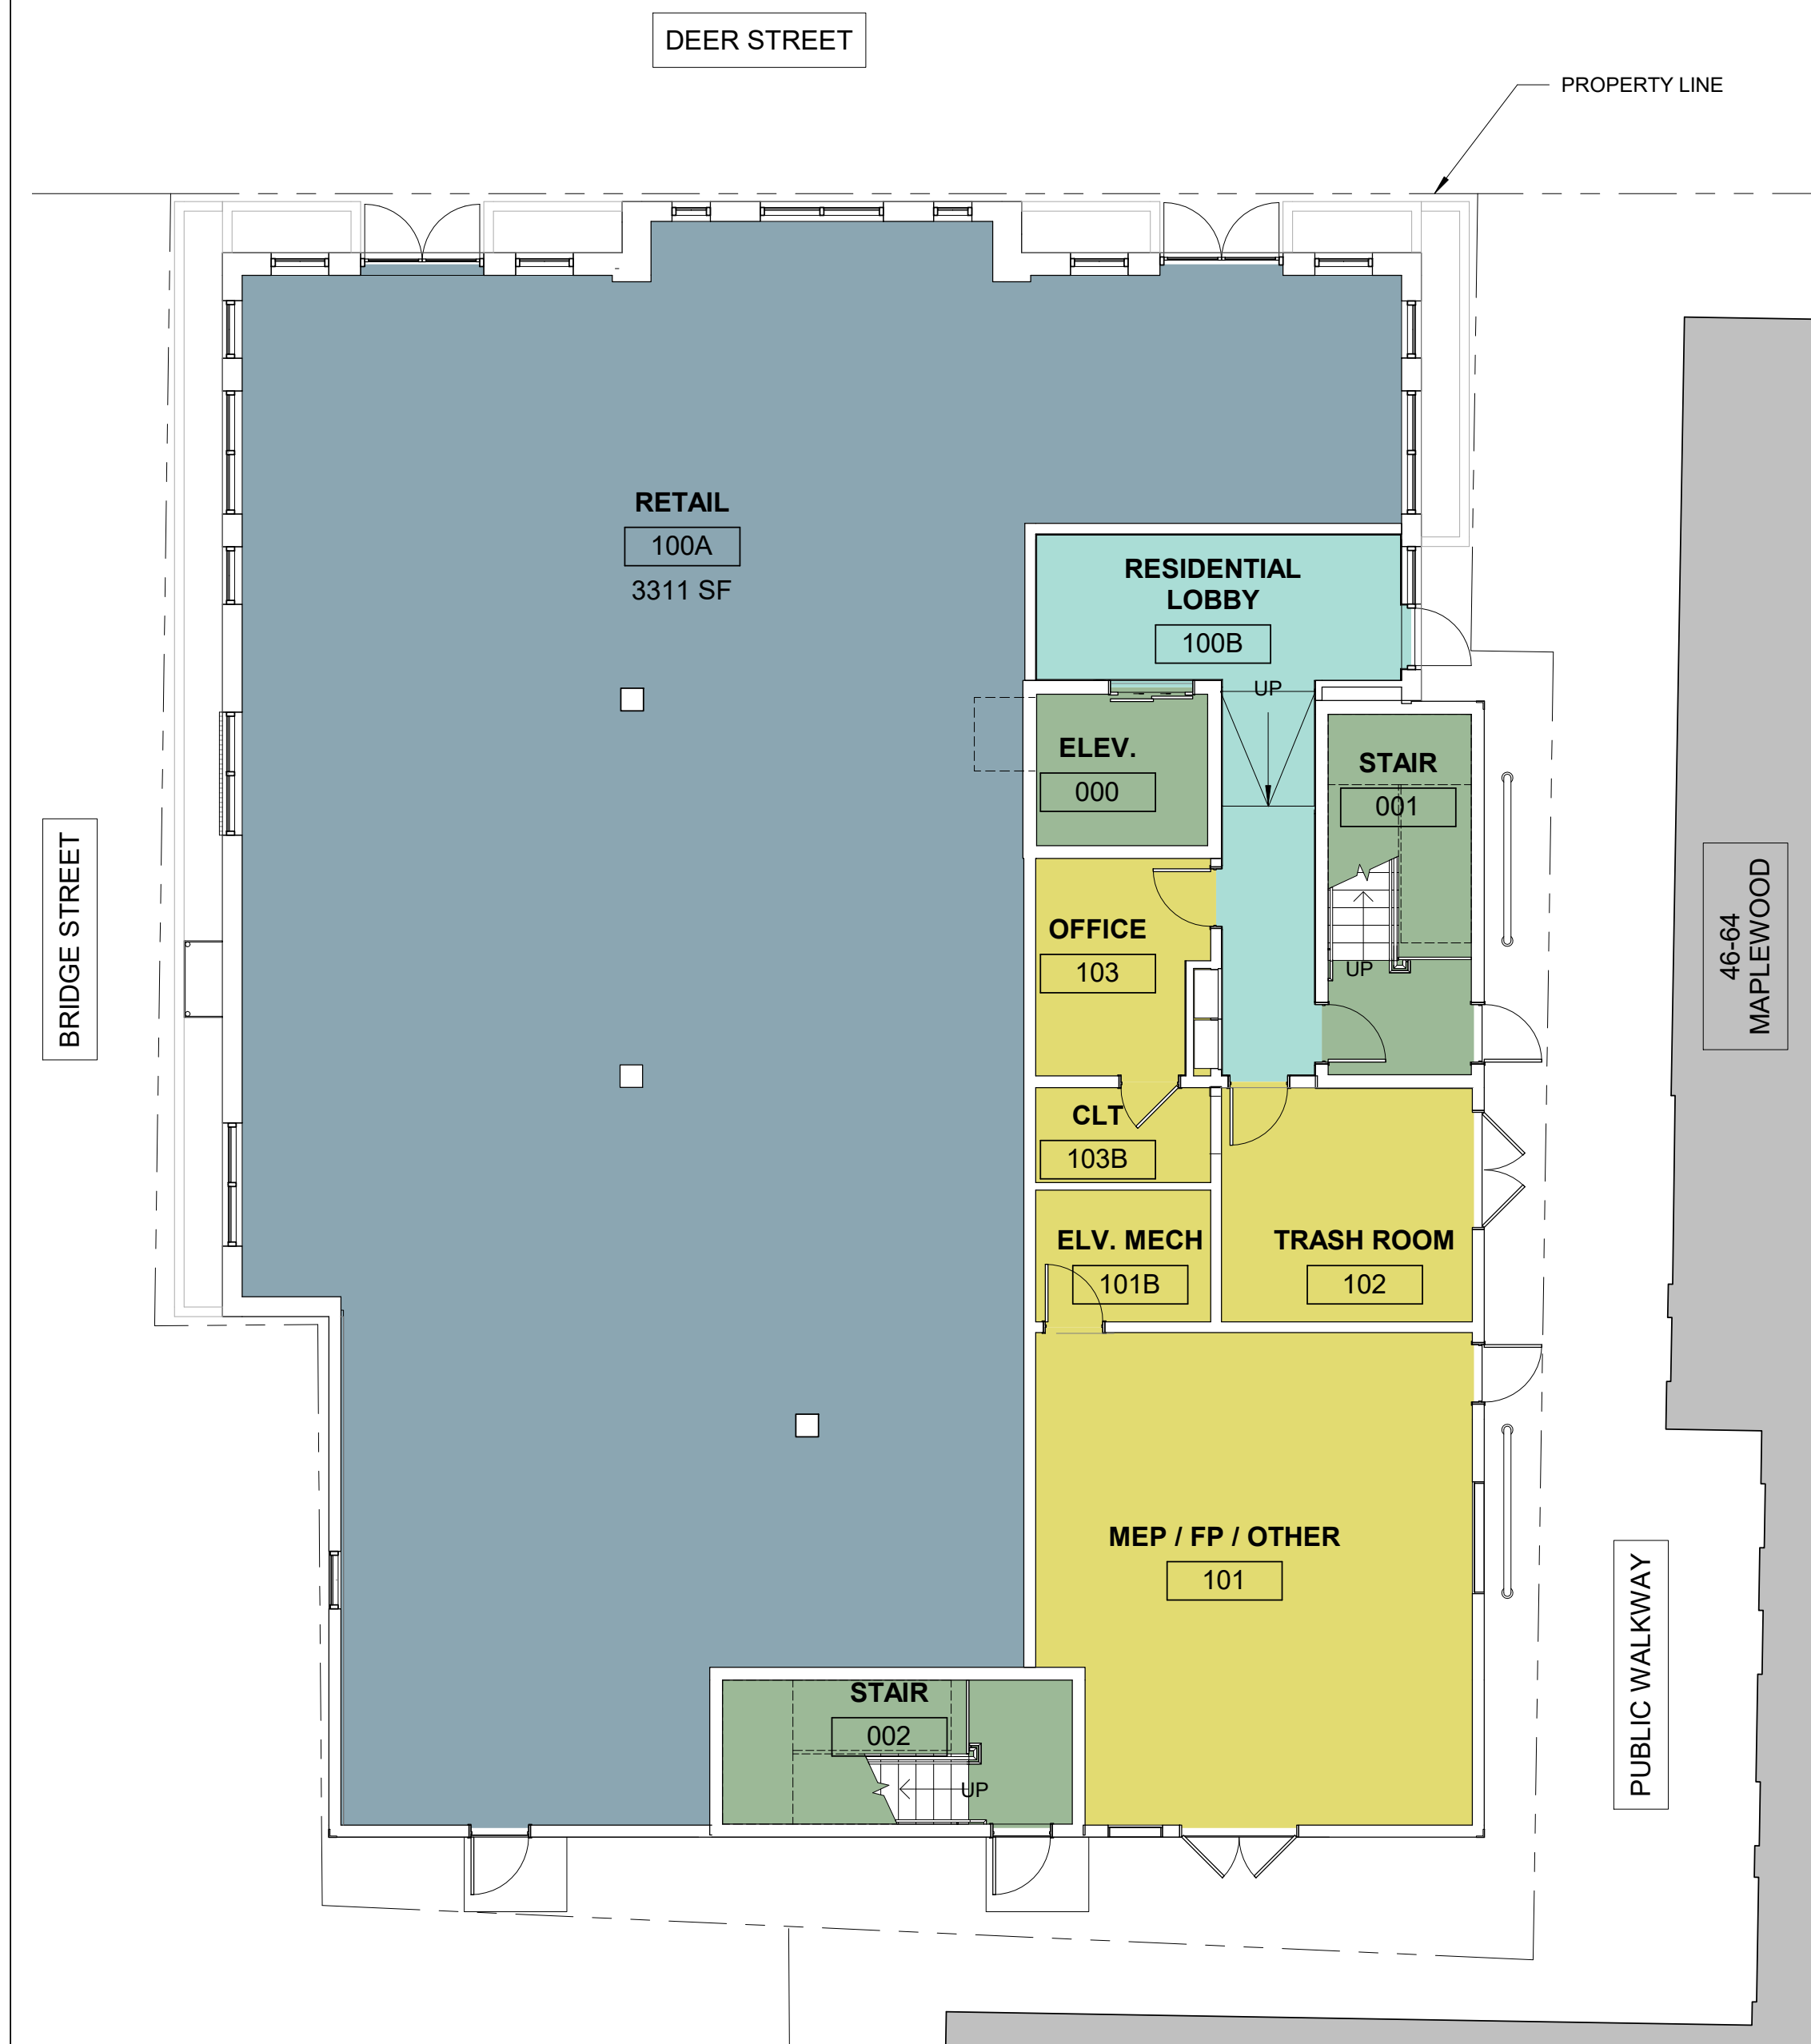 DEER STREET
PROPERTY LINE
RETAIL
100A
3311 SF
RESIDENTIAL
LOBBY
100B
UP
ELEV.
000
STAIR
001
UP
BRIDGE STREET
46-64
MAPLEWOOD
OFFICE
103
CLT
103B
ELV. MECH
101B
TRASH ROOM
102
MEP / FP / OTHER
101
STAIR
002
UP
PUBLIC WALKWAY